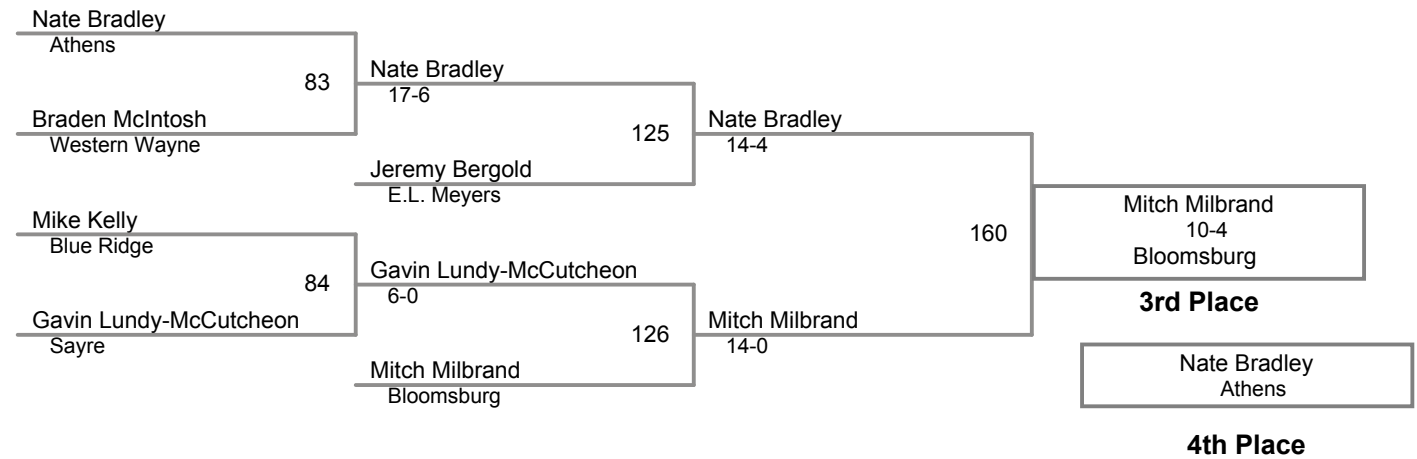 Nate Bradley
Athens
83
Braden McIntosh
Western Wayne
Nate Bradley
17-6
125
Jeremy Bergold
E.L. Meyers
Nate Bradley
14-4
Mike Kelly
Blue Ridge
84
Gavin Lundy-McCutcheon
Sayre
Gavin Lundy-McCutcheon
6-0
126
Mitch Milbrand
Bloomsburg
Mitch Milbrand
14-0
160
Mitch Milbrand
10-4
Bloomsburg
3rd Place
Nate Bradley
Athens
4th Place